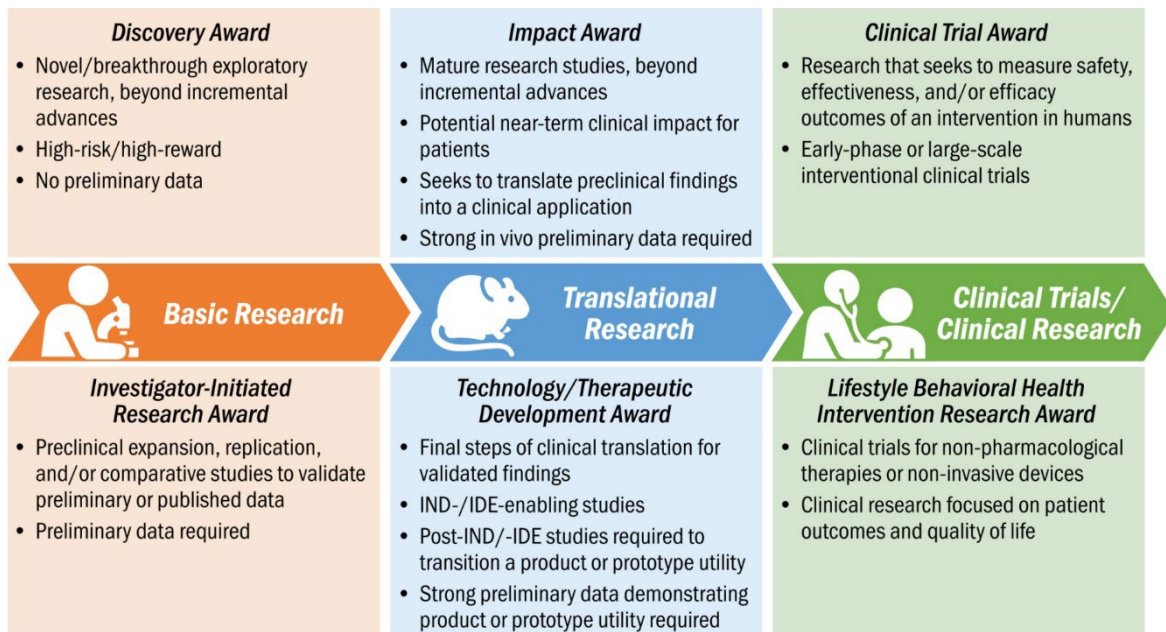 Discovery Award
• Novel/breakthrough exploratory
research, beyond incremental
advances
• High-risk/high-reward
• No preliminary data
Impact Award
• Mature research studies, beyond
incremental advances
• Potential near-term clinical impact for
patients
• Seeks to translate preclinical findings
into a clinical application
• Strong in vivo preliminary data required
Clinical Trial Award
• Research that seeks to measure safety,
effectiveness, and/or efficacy
outcomes of an intervention in humans
• Early-phase or large-scale
interventional clinical trials
Basic Research
Translational
Research
Clinical Trials/
Clinical Research
Investigator-Initiated
Research Award
• Preclinical expansion, replication,
and/or comparative studies to validate
preliminary or published data
• Preliminary data required
Technology/Therapeutic
Development Award
• Final steps of clinical translation for
validated findings
• IND-/IDE-enabling studies
• Post-IND/-IDE studies required to
transition a product or prototype utility
• Strong preliminary data demonstrating
product or prototype utility required
Lifestyle Behavioral Health
Intervention Research Award
• Clinical trials for non-pharmacological
therapies or non-invasive devices
• Clinical research focused on patient
outcomes and quality of life